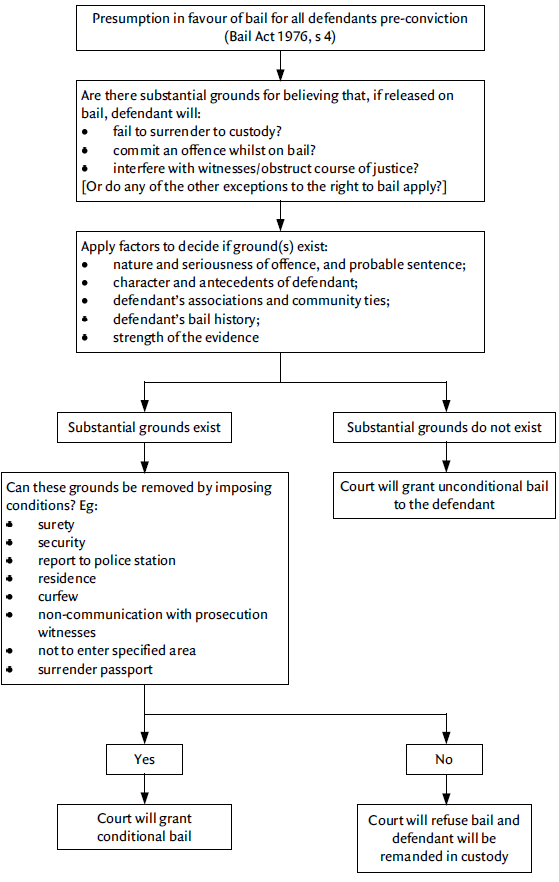 Presumption in favour of bail for all defendants pre-conviction
(Bail Act 1976, s 4)
Are there substantial grounds for believing that, if released on
bail, defendant will:
• fail to surrender to custody?
• commit an offence whilst on bail?
• interfere with witnesses/obstruct course of justice?
[Or do any of the other exceptions to the right to bail apply?]
Apply factors to decide if ground(s) exist:
• nature and seriousness of offence, and probable sentence;
• character and antecedents of defendant;
• defendant's associations and community ties;
• defendant's bail history;
• strength of the evidence
Substantial grounds exist
Substantial grounds do not exist
Can these grounds be removed by imposing
conditions? Eg:
• surety
• security
• report to police station
• residence
• curfew
• non-communication with prosecution
witnesses
• not to enter specified area
• surrender passport
Court will grant unconditional bail
to the defendant
Yes
No
Court will grant
conditional bail
Court will refuse bail and
defendant will be
remanded in custody